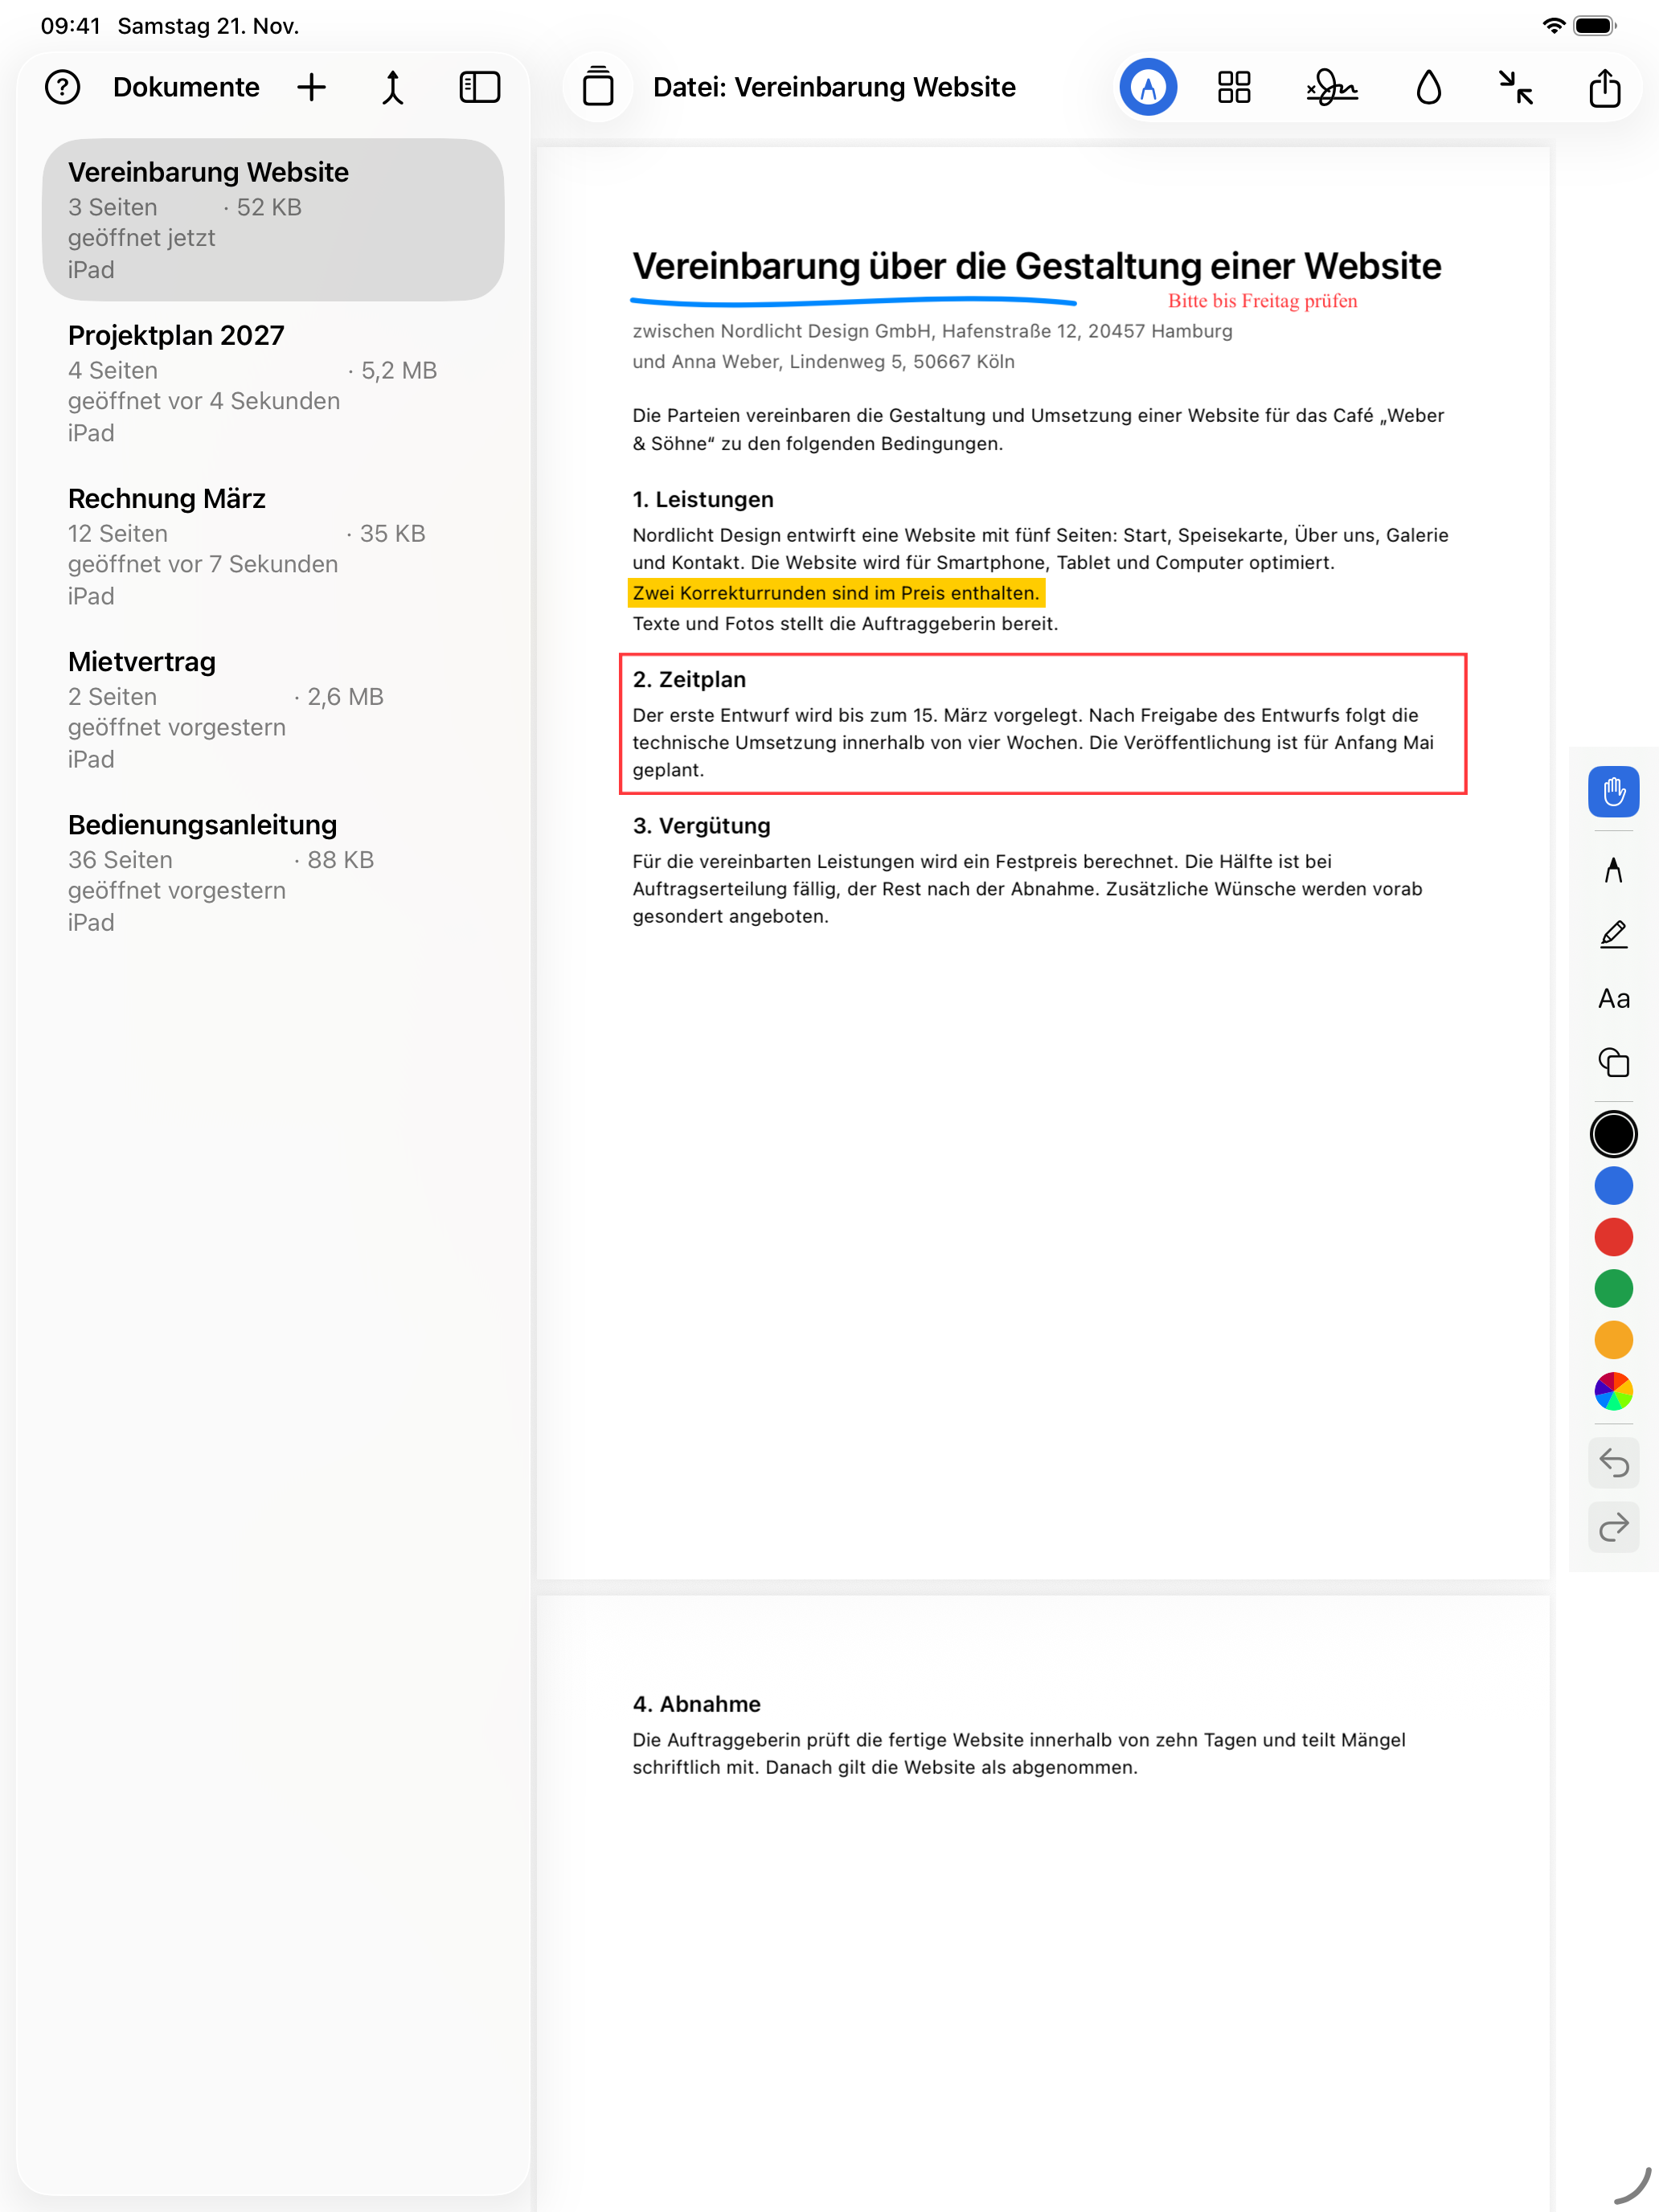 09:41 Samstag 21. Nov.
Dokumente
Vereinbarung Website
3 Seiten · 52 KB
geöffnet jetzt
iPad
Projektplan 2027
4 Seiten · 5,2 MB
geöffnet vor 4 Sekunden
iPad
Rechnung März
12 Seiten · 35 KB
geöffnet vor 7 Sekunden
iPad
Mietvertrag
2 Seiten · 2,6 MB
geöffnet vorgestern
iPad
Bedienungsanleitung
36 Seiten · 88 KB
geöffnet vorgestern
iPad
Datei: Vereinbarung Website
Vereinbarung über die Gestaltung einer Website
Bitte bis Freitag prüfen
zwischen Nordlicht Design GmbH, Hafenstraße 12, 20457 Hamburg
und Anna Weber, Lindenweg 5, 50667 Köln
Die Parteien vereinbaren die Gestaltung und Umsetzung einer Website für das Café „Weber
& Söhne“ zu den folgenden Bedingungen.
1. Leistungen
Nordlicht Design entwirft eine Website mit fünf Seiten: Start, Speisekarte, Über uns, Galerie
und Kontakt. Die Website wird für Smartphone, Tablet und Computer optimiert.
Zwei Korrekturrunden sind im Preis enthalten.
Texte und Fotos stellt die Auftraggeberin bereit.
2. Zeitplan
Der erste Entwurf wird bis zum 15. März vorgelegt. Nach Freigabe des Entwurfs folgt die
technische Umsetzung innerhalb von vier Wochen. Die Veröffentlichung ist für Anfang Mai
geplant.
3. Vergütung
Für die vereinbarten Leistungen wird ein Festpreis berechnet. Die Hälfte ist bei
Auftragserteilung fällig, der Rest nach der Abnahme. Zusätzliche Wünsche werden vorab
gesondert angeboten.
Aa
4. Abnahme
Die Auftraggeberin prüft die fertige Website innerhalb von zehn Tagen und teilt Mängel
schriftlich mit. Danach gilt die Website als abgenommen.